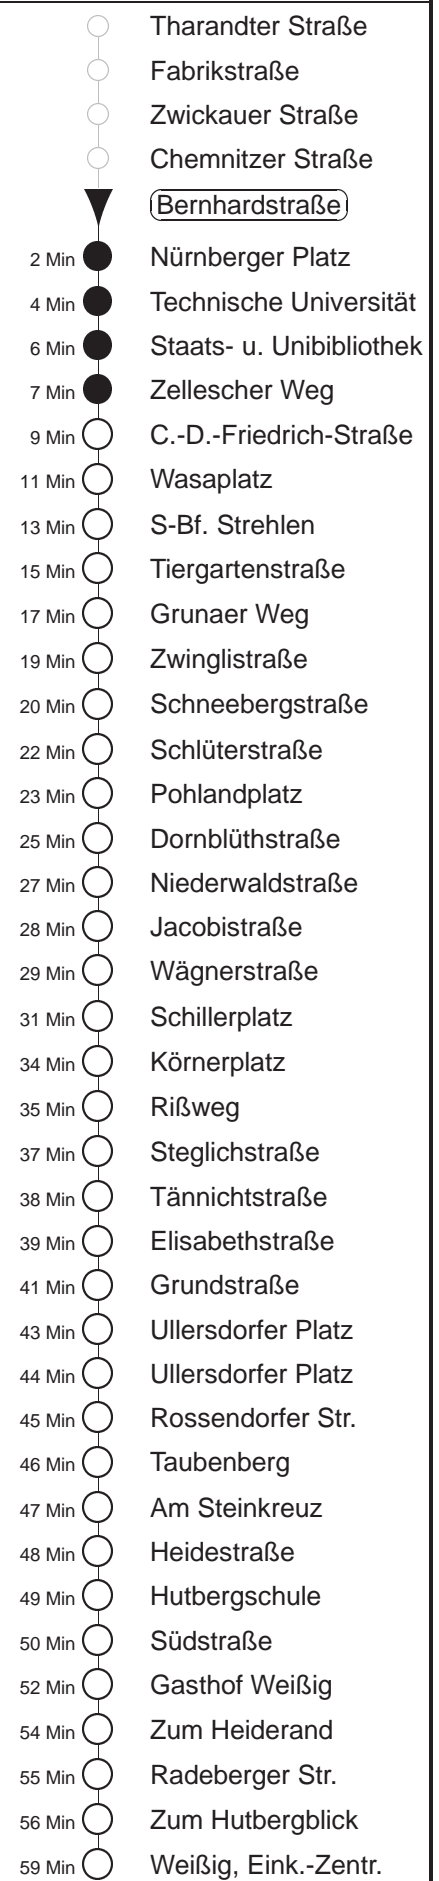 Tharandter Straße
Fabrikstraße
Zwickauer Straße
Chemnitzer Straße
Bernhardstraße
2 Min Nürnberger Platz
4 Min Technische Universität
6 Min Staats- u. Unibibliothek
7 Min Zellescher Weg
9 Min C.-D.-Friedrich-Straße
11 Min Wasaplatz
13 Min S-Bf. Strehlen
15 Min Tiergartenstraße
17 Min Grunaer Weg
19 Min Zwinglistraße
20 Min Schneebergstraße
22 Min Schlüterstraße
23 Min Pohlandplatz
25 Min Dornblüthstraße
27 Min Niederwaldstraße
28 Min Jacobistraße
29 Min Wägnerstraße
31 Min Schillerplatz
34 Min Körnerplatz
35 Min Rißweg
37 Min Steglichstraße
38 Min Tännichtstraße
39 Min Elisabethstraße
41 Min Grundstraße
43 Min Ullersdorfer Platz
44 Min Ullersdorfer Platz
45 Min Rossendorfer Str.
46 Min Taubenberg
47 Min Am Steinkreuz
48 Min Heidestraße
49 Min Hutbergschule
50 Min Südstraße
52 Min Gasthof Weißig
54 Min Zum Heiderand
55 Min Radeberger Str.
56 Min Zum Hutbergblick
59 Min Weißig, Eink.-Zentr.